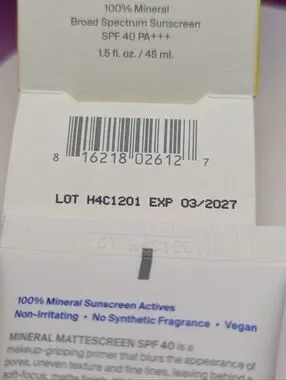 100% Mineral
Broad Spectrum Sunscreen
SPF 40 PA+++
1.5 fl. oz. / 45 ml.
8 16218 02612 7
LOT H4C1201 EXP 03/2027
LOT H4C1201
100% Mineral Sunscreen Actives
Non-Irritating • No Synthetic Fragrance • Vegan
MINERAL MATTESCREEN SPF 40 is a
makeup-gripping primer that blurs the appearance of
pores, uneven texture and fine lines, leaving behind a